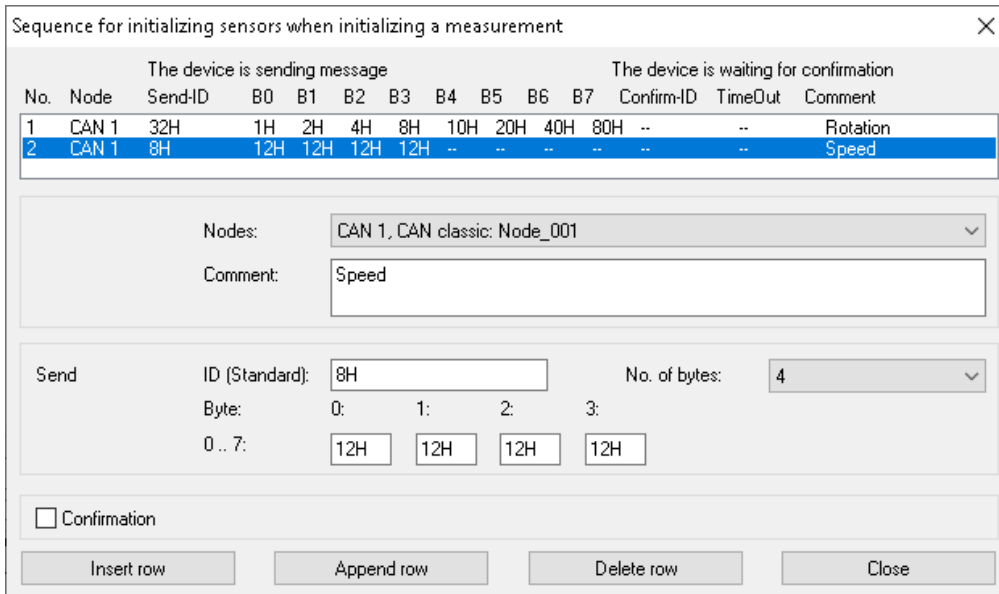 Sequence for initializing sensors when initializing a measurement
The device is sending message The device is waiting for confirmation
No. Node Send-ID B0 B1 B2 B3 B4 B5 B6 B7 Confirm-ID TimeOut Comment
1 CAN 1 32H 1H 2H 4H 8H 10H 20H 40H 80H -- -- Rotation
2 CAN 1 8H 12H 12H 12H 12H -- -- -- -- -- -- Speed
Nodes: CAN 1, CAN classic: Node_001
Comment: Speed
Send ID (Standard): 8H No. of bytes: 4
Byte: 0: 1: 2: 3:
0 .. 7: 12H 12H 12H 12H
Confirmation
Insert row Append row Delete row Close